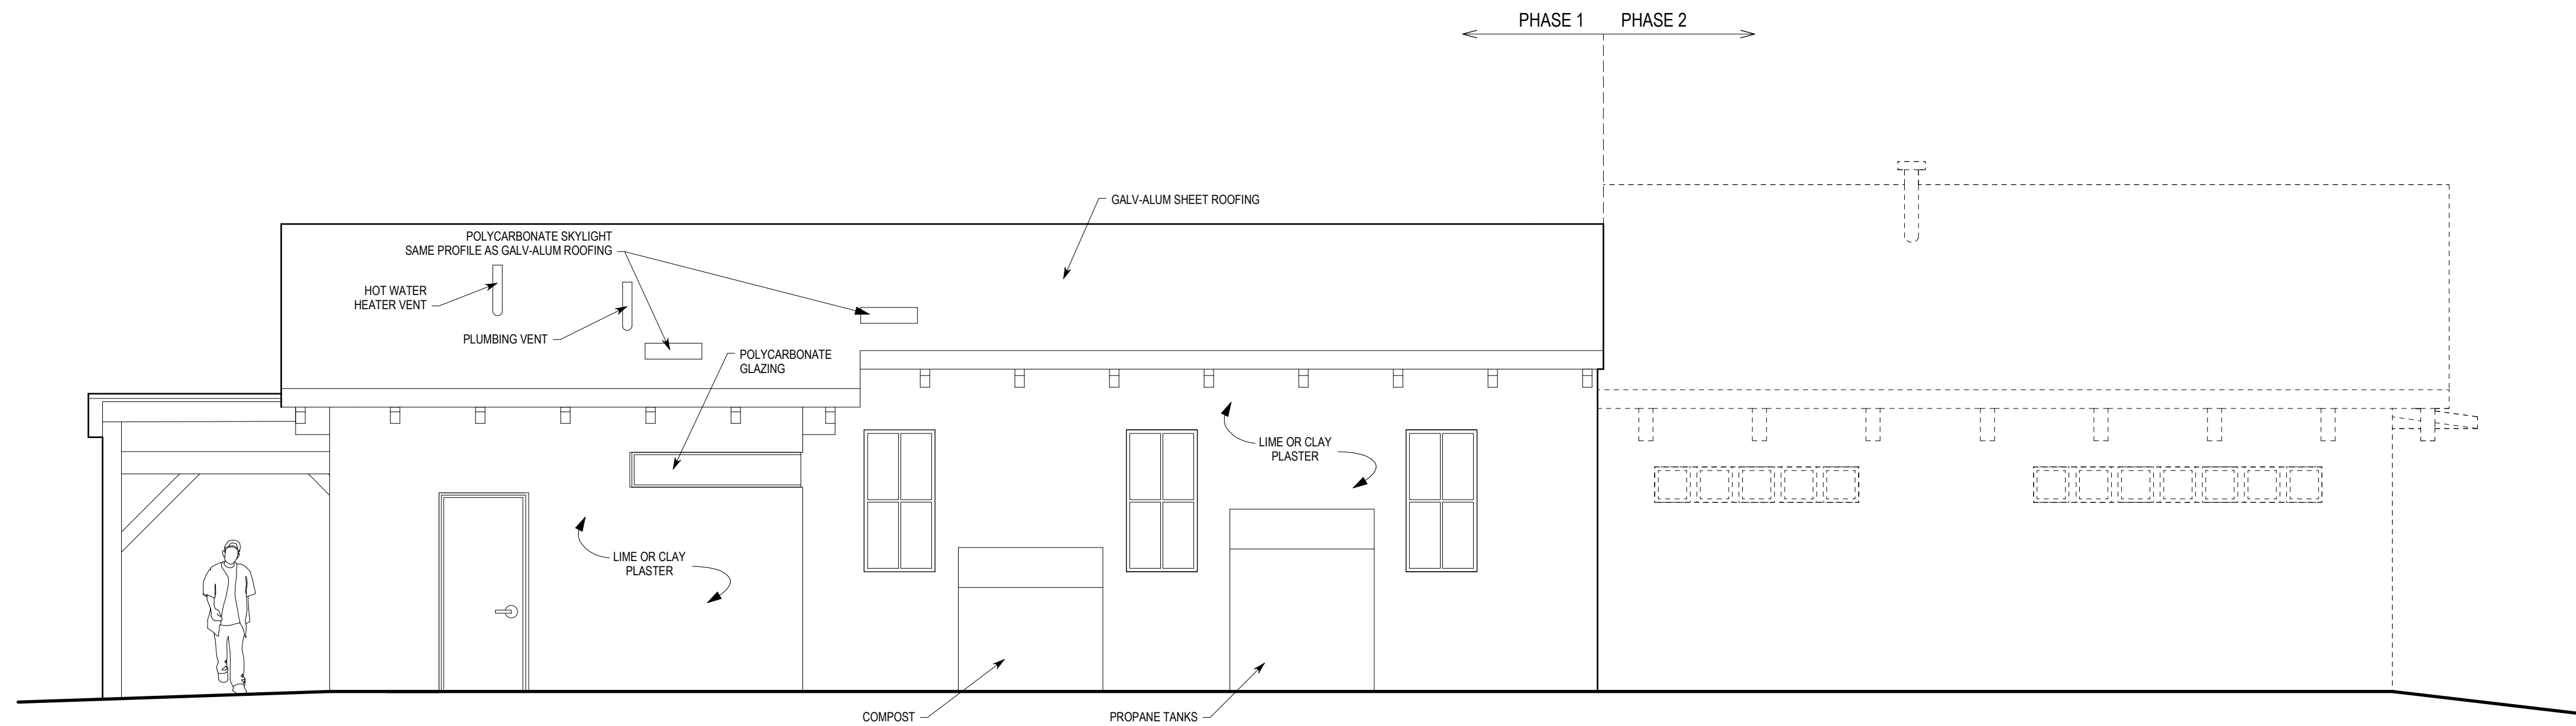 PHASE 1 PHASE 2
GALV-ALUM SHEET ROOFING
POLYCARBONATE SKYLIGHT
SAME PROFILE AS GALV-ALUM ROOFING
HOT WATER
HEATER VENT
PLUMBING VENT
POLYCARBONATE
GLAZING
LIME OR CLAY
PLASTER
LIME OR CLAY
PLASTER
COMPOST
PROPANE TANKS